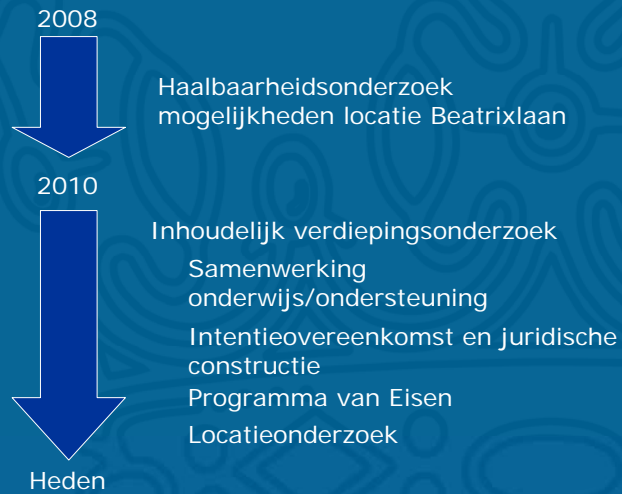 2008
Haalbaarheidsonderzoek
mogelijkheden locatie Beatrixlaan
2010
Inhoudelijk verdiepingsonderzoek
Samenwerking
onderwijs/ondersteuning
Intentieovereenkomst en juridische
constructie
Programma van Eisen
Locatieonderzoek
Heden